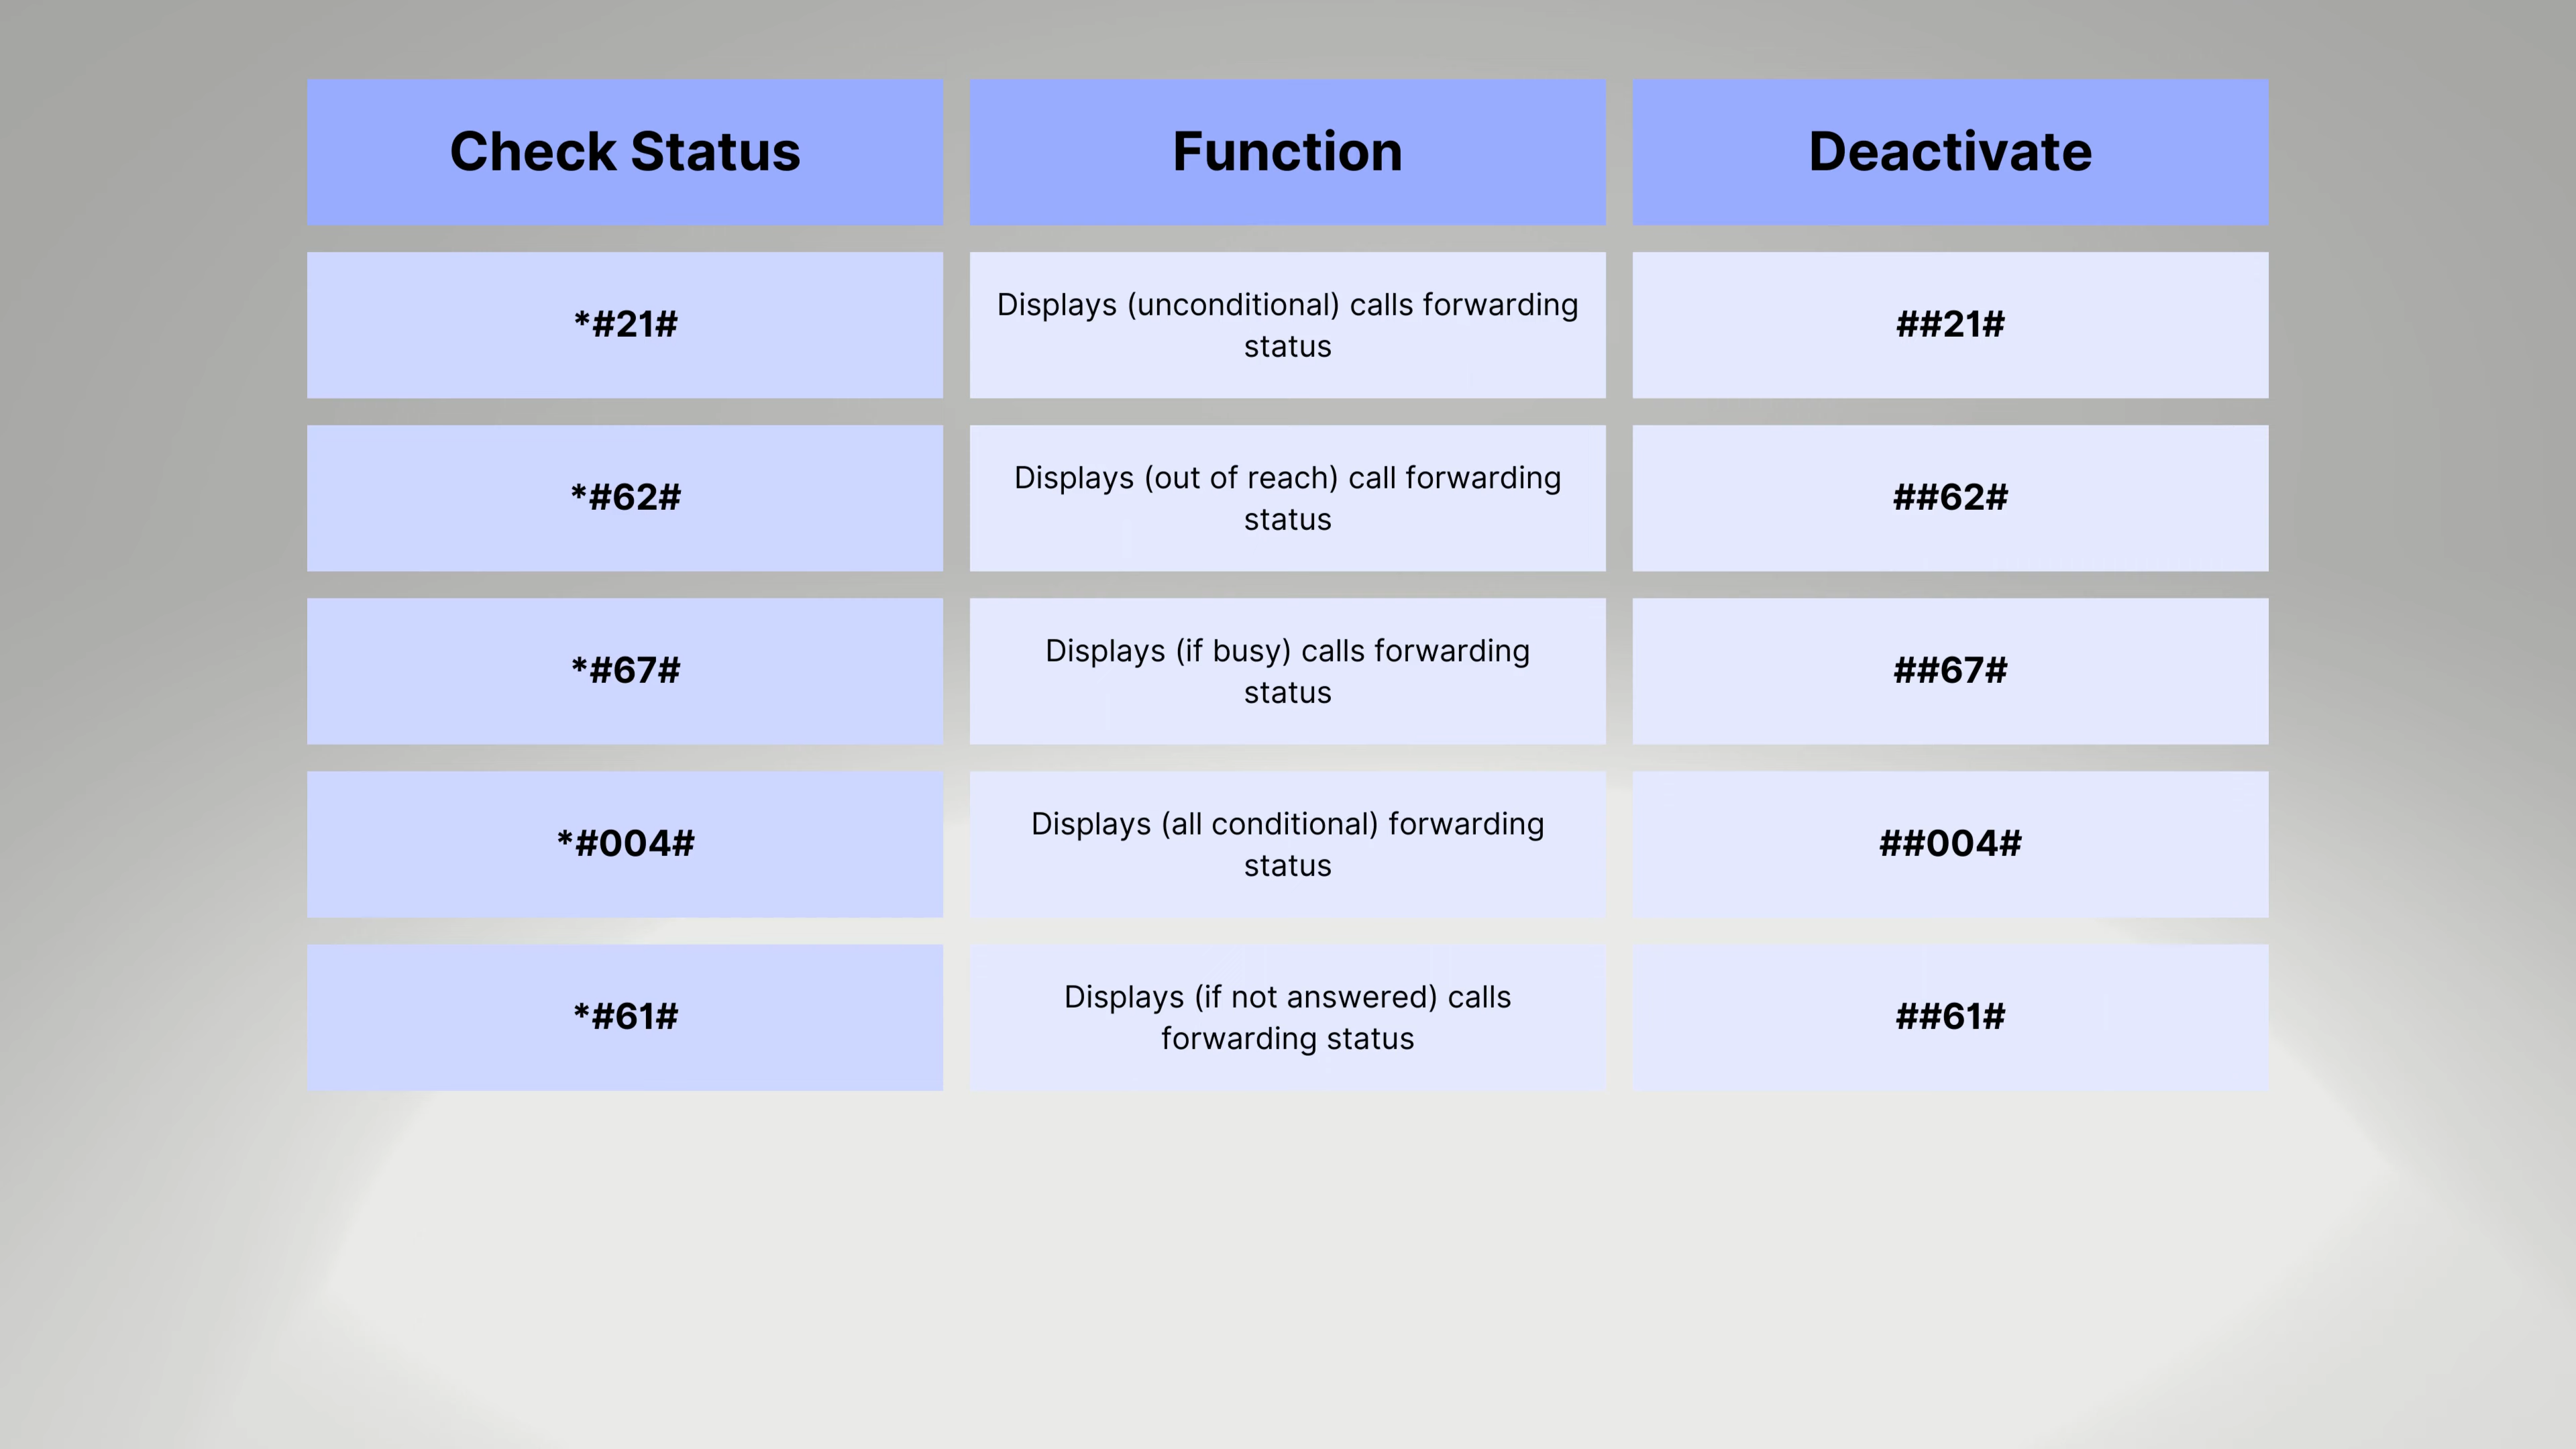 Check Status
Function
Deactivate
*#21#
Displays (unconditional) calls forwarding
status
##21#
*#62#
Displays (out of reach) call forwarding
status
##62#
*#67#
Displays (if busy) calls forwarding
status
##67#
*#004#
Displays (all conditional) forwarding
status
##004#
*#61#
Displays (if not answered) calls
forwarding status
##61#